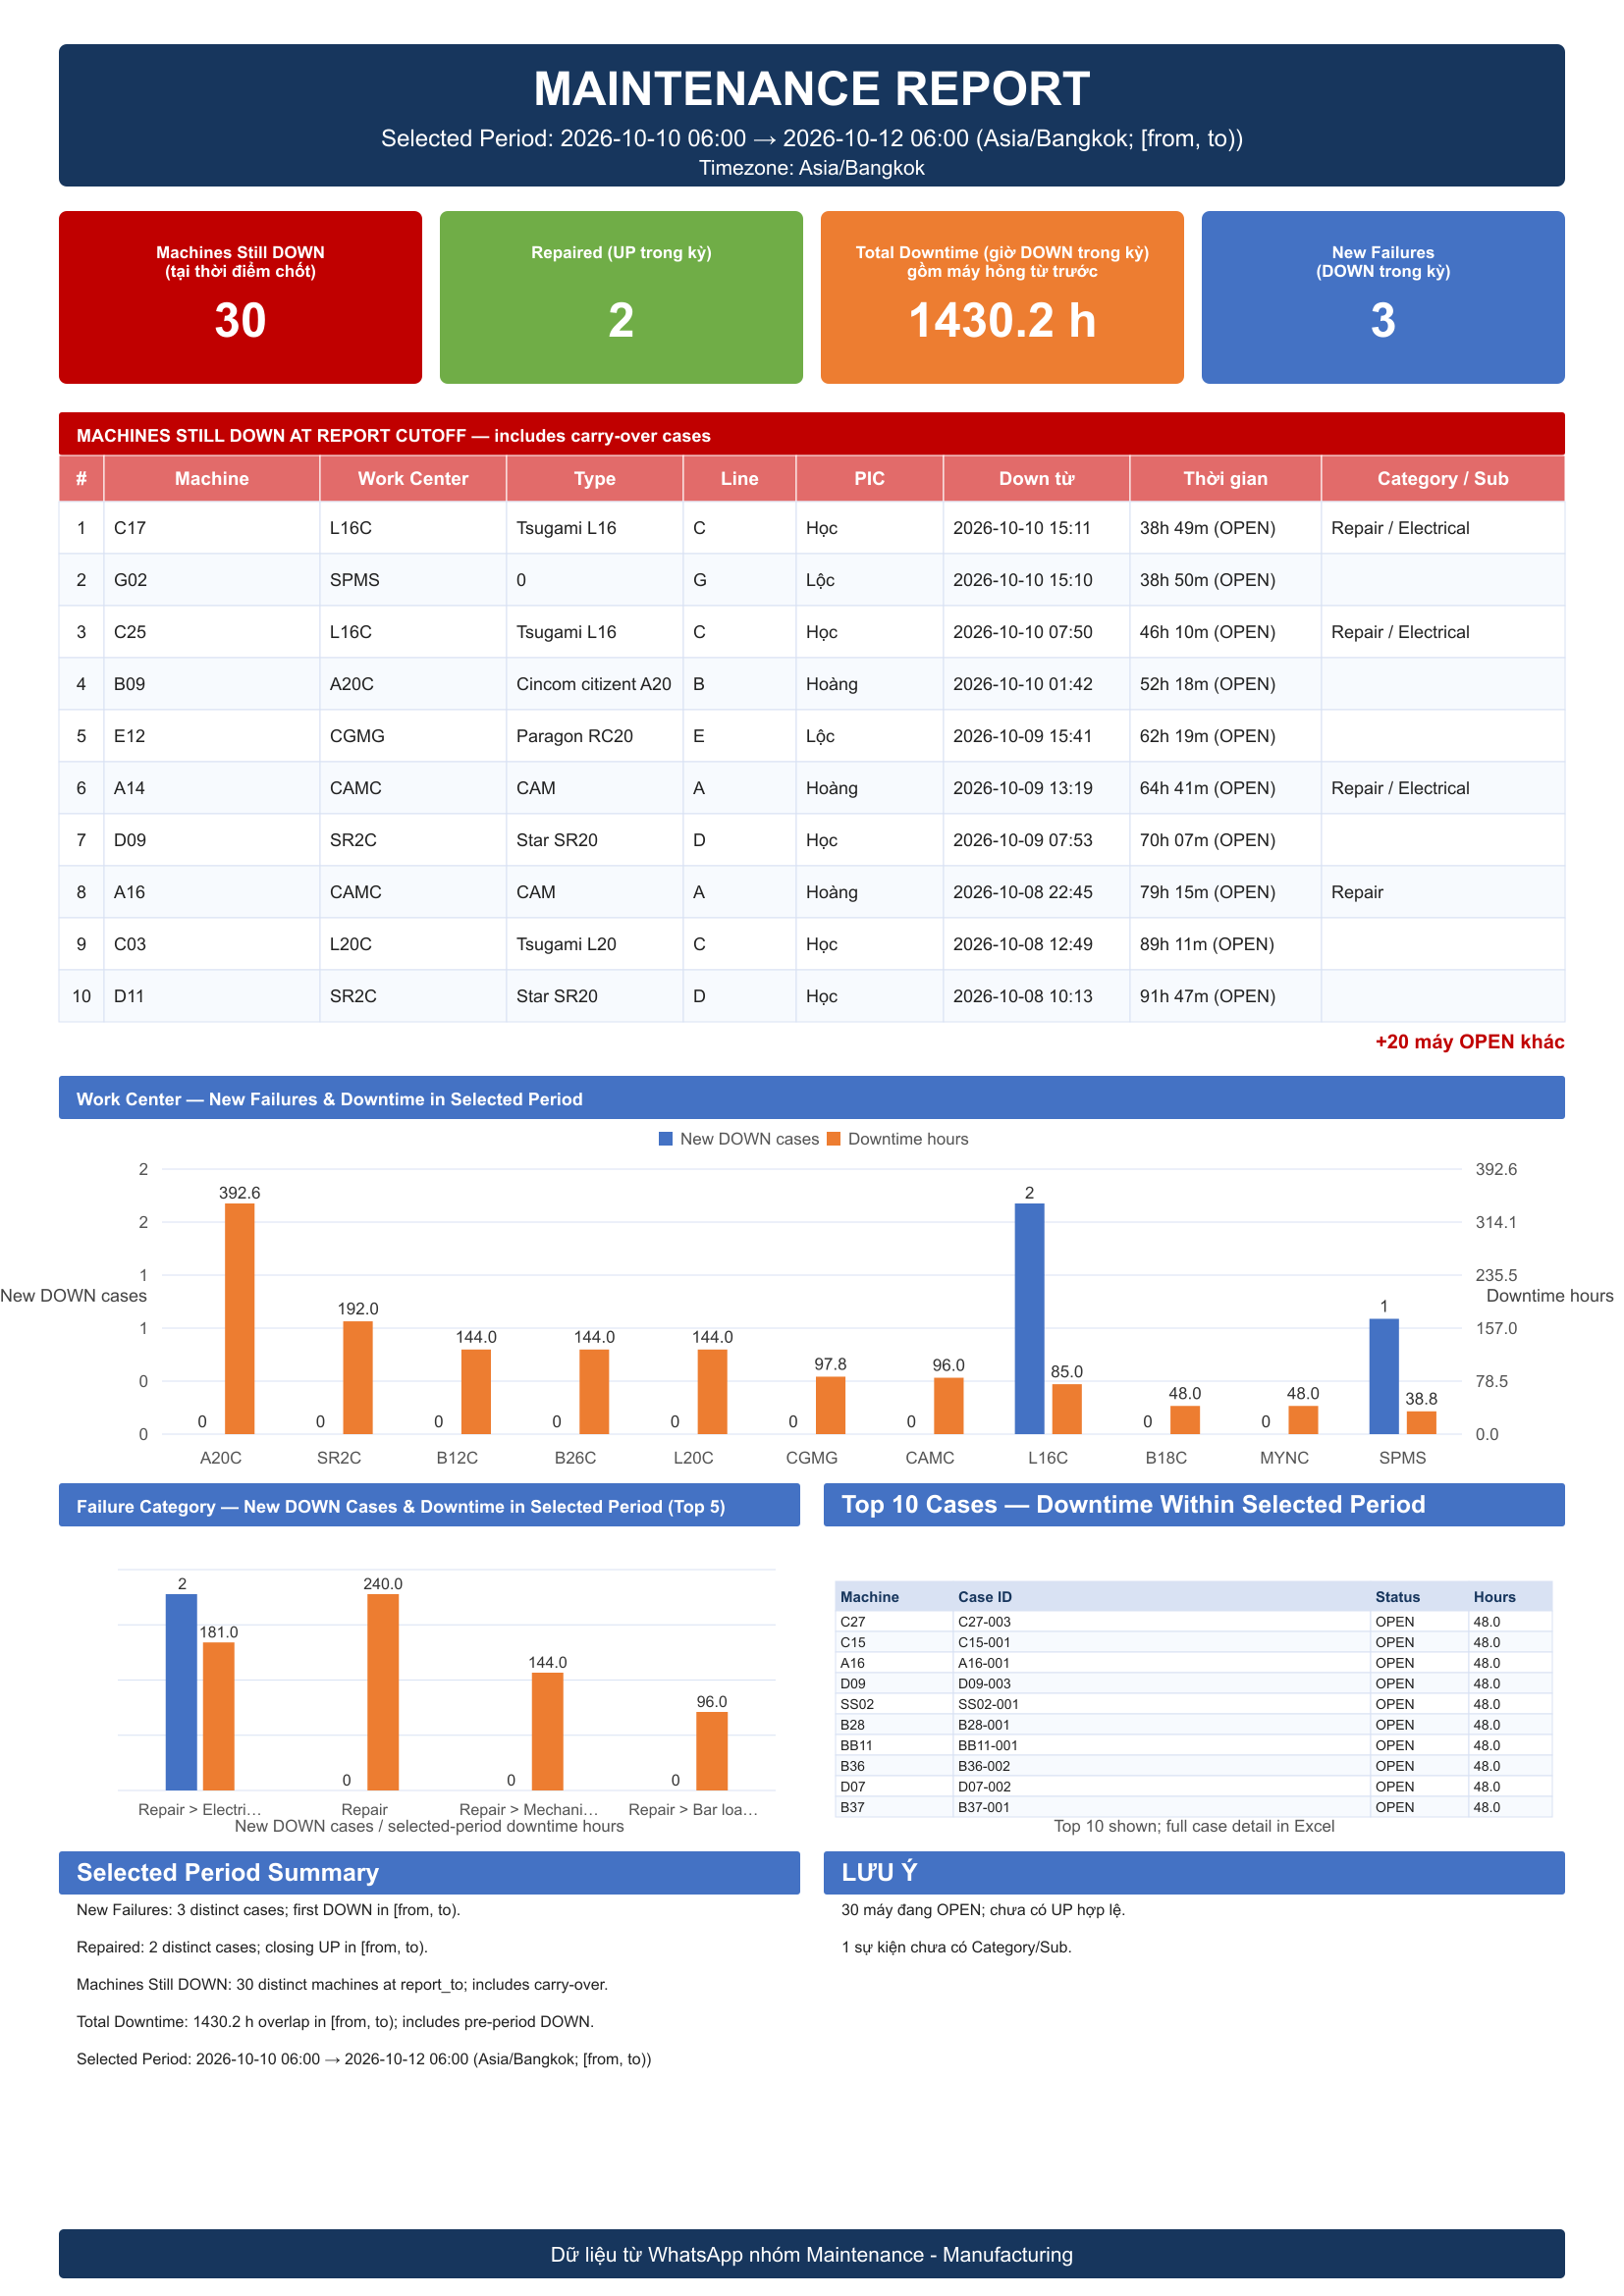 MAINTENANCE REPORT
Selected Period: 2026-10-10 06:00 → 2026-10-12 06:00 (Asia/Bangkok; [from, to))
Timezone: Asia/Bangkok
Machines Still DOWN
(tại thời điểm chốt)
30
Repaired (UP trong kỳ)
2
Total Downtime (giờ DOWN trong kỳ)
gồm máy hỏng từ trước
1430.2 h
New Failures
(DOWN trong kỳ)
3
MACHINES STILL DOWN AT REPORT CUTOFF — includes carry-over cases
# Machine Work Center Type Line PIC Down từ Thời gian Category / Sub
1 C17 L16C Tsugami L16 C Học 2026-10-10 15:11 38h 49m (OPEN) Repair / Electrical
2 G02 SPMS 0 G Lộc 2026-10-10 15:10 38h 50m (OPEN)
3 C25 L16C Tsugami L16 C Học 2026-10-10 07:50 46h 10m (OPEN) Repair / Electrical
4 B09 A20C Cincom citizent A20 B Hoàng 2026-10-10 01:42 52h 18m (OPEN)
5 E12 CGMG Paragon RC20 E Lộc 2026-10-09 15:41 62h 19m (OPEN)
6 A14 CAMC CAM A Hoàng 2026-10-09 13:19 64h 41m (OPEN) Repair / Electrical
7 D09 SR2C Star SR20 D Học 2026-10-09 07:53 70h 07m (OPEN)
8 A16 CAMC CAM A Hoàng 2026-10-08 22:45 79h 15m (OPEN) Repair
9 C03 L20C Tsugami L20 C Học 2026-10-08 12:49 89h 11m (OPEN)
10 D11 SR2C Star SR20 D Học 2026-10-08 10:13 91h 47m (OPEN)
+20 máy OPEN khác
Work Center — New Failures & Downtime in Selected Period
New DOWN cases Downtime hours
2 392.6
392.6 2
2 314.1
1 235.5
New DOWN cases Downtime hours
192.0 1
1 157.0
144.0 144.0 144.0
97.8 96.0 85.0
0 78.5
48.0 48.0 38.8
0 0 0 0 0 0 0 0 0
0 0.0
A20C SR2C B12C B26C L20C CGMG CAMC L16C B18C MYNC SPMS
Failure Category — New DOWN Cases & Downtime in Selected Period (Top 5)
2 240.0
181.0
144.0
96.0
0 0 0
Repair > Electri… Repair Repair > Mechani… Repair > Bar loa…
New DOWN cases / selected-period downtime hours
Top 10 Cases — Downtime Within Selected Period
Machine Case ID Status Hours
C27 C27-003 OPEN 48.0
C15 C15-001 OPEN 48.0
A16 A16-001 OPEN 48.0
D09 D09-003 OPEN 48.0
SS02 SS02-001 OPEN 48.0
B28 B28-001 OPEN 48.0
BB11 BB11-001 OPEN 48.0
B36 B36-002 OPEN 48.0
D07 D07-002 OPEN 48.0
B37 B37-001 OPEN 48.0
Top 10 shown; full case detail in Excel
Selected Period Summary
New Failures: 3 distinct cases; first DOWN in [from, to).
Repaired: 2 distinct cases; closing UP in [from, to).
Machines Still DOWN: 30 distinct machines at report_to; includes carry-over.
Total Downtime: 1430.2 h overlap in [from, to); includes pre-period DOWN.
Selected Period: 2026-10-10 06:00 → 2026-10-12 06:00 (Asia/Bangkok; [from, to))
LƯU Ý
30 máy đang OPEN; chưa có UP hợp lệ.
1 sự kiện chưa có Category/Sub.
Dữ liệu từ WhatsApp nhóm Maintenance - Manufacturing